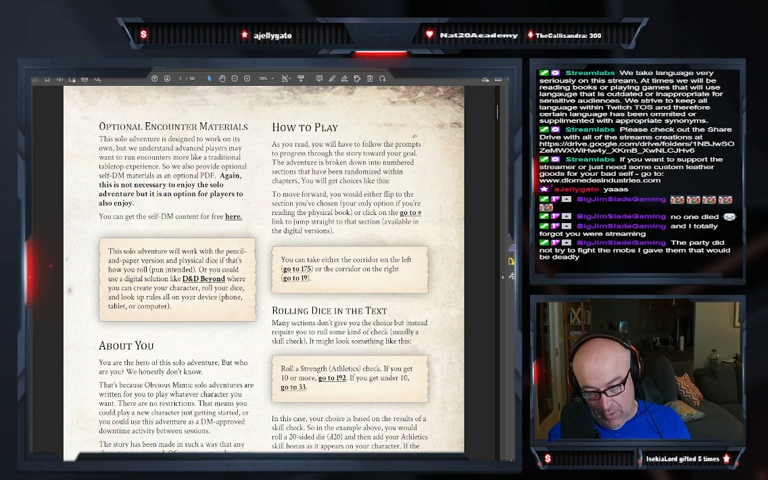 ajellygato
Nat20Academy
TheCallisandra: 300
OPTIONAL ENCOUNTER MATERIALS
This solo adventure is designed to work on its
own, but we understand advanced players may
want to run encounters more like a traditional
tabletop experience. So we also provide optional
self-DM materials as an optional PDF. Again,
this is not necessary to enjoy the solo
adventure but it is an option for players to
also enjoy.
You can get the self-DM content for free here.
This solo adventure will work with the pencil-
and-paper version and physical dice if that's
how you roll (pun intended). Or you could
use a digital solution like D&D Beyond where
you can create your character, roll your dice,
and look up rules all on your device (phone,
tablet, or computer).
ABOUT YOU
You are the hero of this solo adventure. But who
are you? We honestly don't know.
That's because Obvious Mimic solo adventures are
written for you to play whatever character you
want. There are no restrictions. That means you
could play a new character just getting started, or
you could use this adventure as a DM-approved
downtime activity between sessions.
The story has been made in such a way that any
HOW TO PLAY
As you read, you will have to follow the prompts
to progress through the story toward your goal.
The adventure is broken down into numbered
sections that have been randomized within
chapters. You will get choices like this:
To move forward, you would either flip to the
section you've chosen (your only option if you're
reading the physical book) or click on the go to #
link to jump straight to that section (available in
the digital versions).
You can take either the corridor on the left
(go to 175) or the corridor on the right
(go to 19).
ROLLING DICE IN THE TEXT
Many sections don't give you the choice but instead
require you to roll some kind of check (usually a
skill check). It might look something like this:
Roll a Strength (Athletics) check. If you get
10 or more, go to 192. If you get under 10,
go to 33.
In this case, your choice is based on the results of a
skill check. So in the example above, you would
roll a 20-sided die (d20) and then add your Athletics
skill bonus as it appears on your character. If the
Streamlabs We take language very
seriously on this stream. At times we will be
reading books or playing games that will use
langauge that is outdated or inappropriate for
sensitive audiences. We strive to keep all
language within Twitch TOS and therefore
certain language has been ommited or
supplimented with appropriate synonyms.
Streamlabs Please check out the Share
Drive with all the streams creations at
Streamlabs If you want to support the
streamer or just need some custom leather
goods for your bad self - go to:
www.diomedesindustries.com
aJellygato yaaas
BigJimSladeGaming
BigJimSladeGaming no one died
BigJimSladeGaming and I totally
forgot you were streaming
BigJimSladeGaming The party did
not try to fight the mobs I gave them that would
be deadly
IsekiaLord gifted 5 times